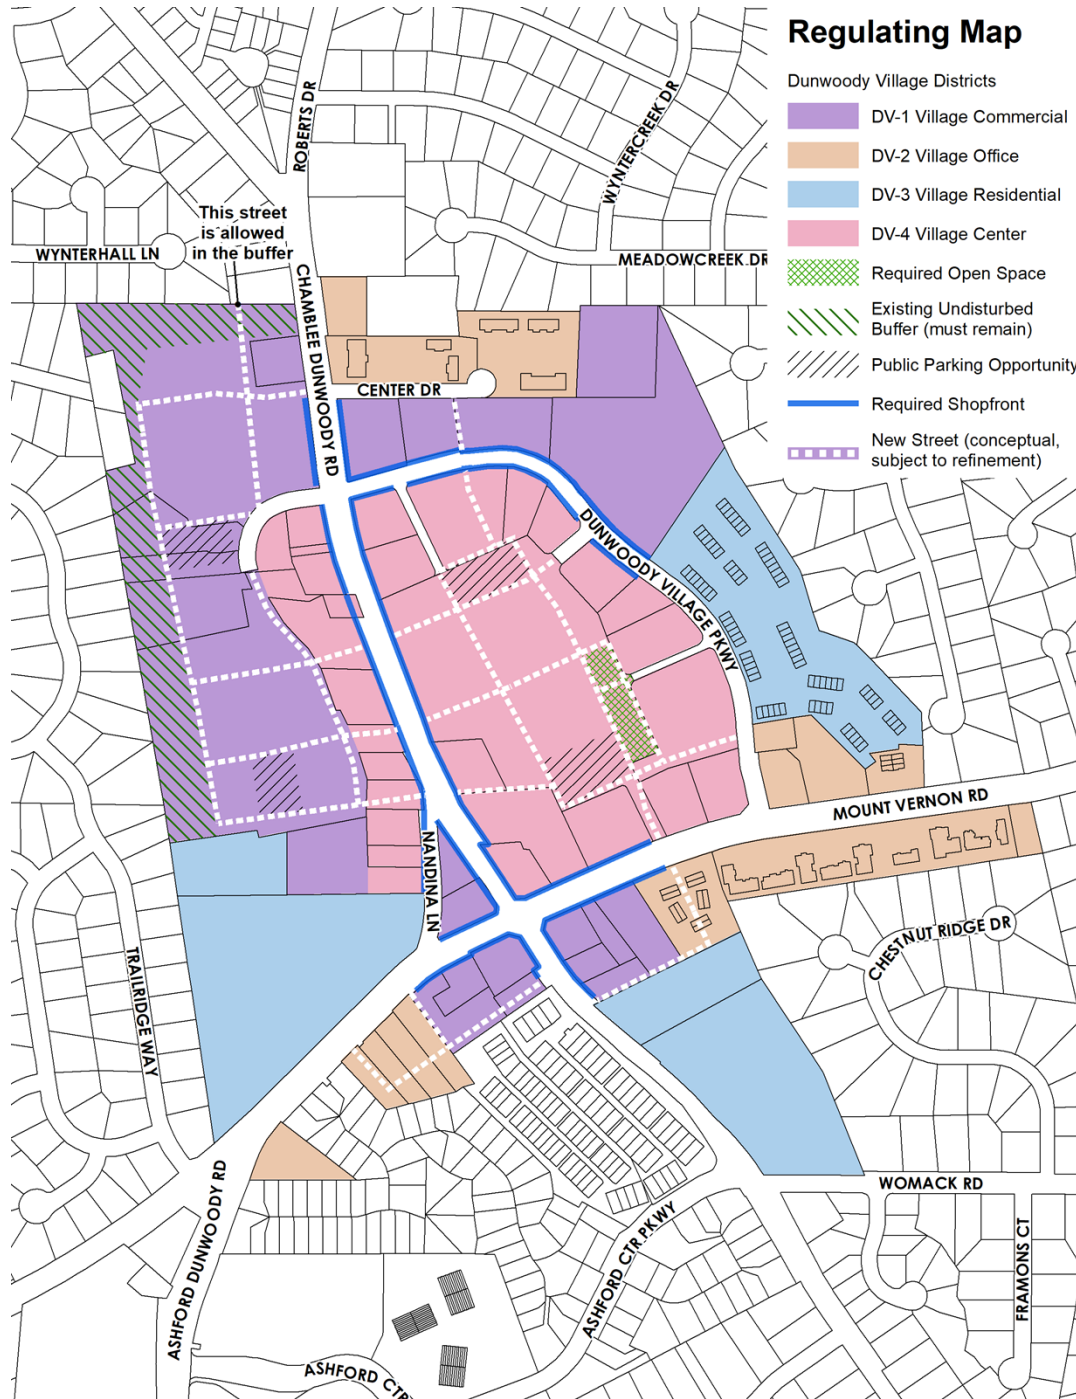 Regulating Map
Dunwoody Village Districts
DV-1 Village Commercial
DV-2 Village Office
DV-3 Village Residential
DV-4 Village Center
Required Open Space
Existing Undisturbed
Buffer (must remain)
Public Parking Opportunity
Required Shopfront
New Street (conceptual,
subject to refinement)
ROBERTS DR
WYNTERCREEK DR
This street
is allowed
in the buffer
WYNTERHALL LN
MEADOWCREEK DR
CHAMBLEE DUNWOODY RD
CENTER DR
DUNWOODY VILLAGE PKWY
MOUNT VERNON RD
NANDINA LN
CHESTNUT RIDGE DR
TRAILRIDGE WAY
WOMACK RD
ASHFORD DUNWOODY RD
ASHFORD CTR PKWY
FRAMONS CT
ASHFORD CTR